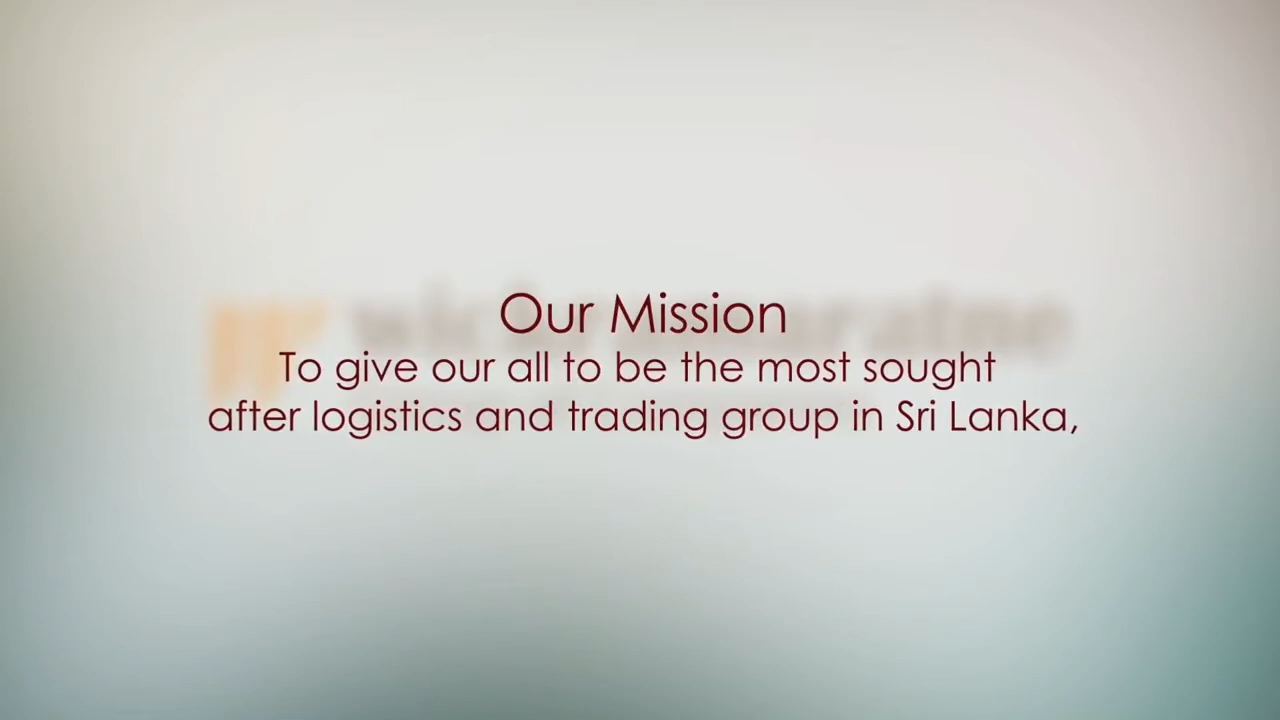 Our Mission
To give our all to be the most sought
after logistics and trading group in Sri Lanka,